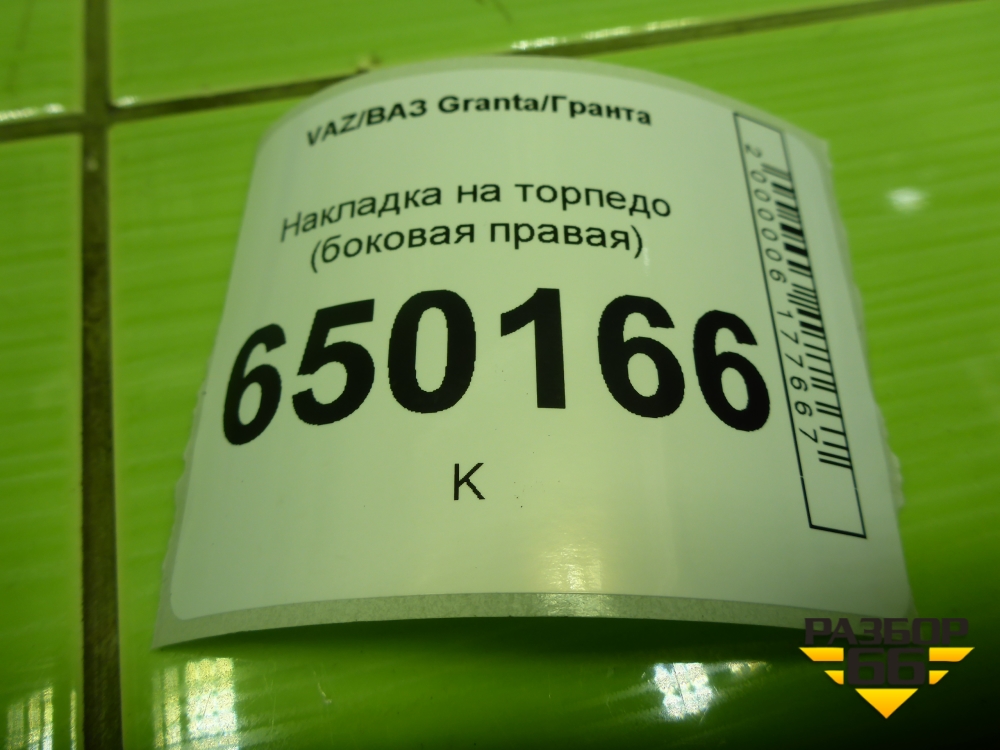 VAZ/ВАЗ Granta/Гранта
Накладка на торпедо
(боковая правая)
650166
К
2000006177667
РАЗБОР
66